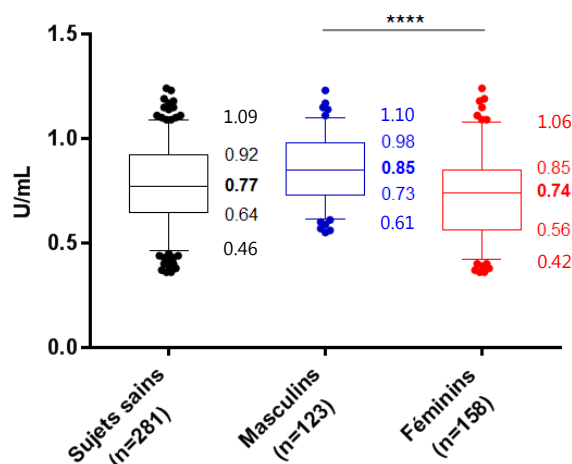 ****
1.5
1.0
0.5
0.0
U/mL
1.09
0.92
0.77
0.64
0.46
1.10
0.98
0.85
0.73
0.61
1.06
0.85
0.74
0.56
0.42
Sujets sains
(n=281)
Masculins
(n=123)
Féminins
(n=158)